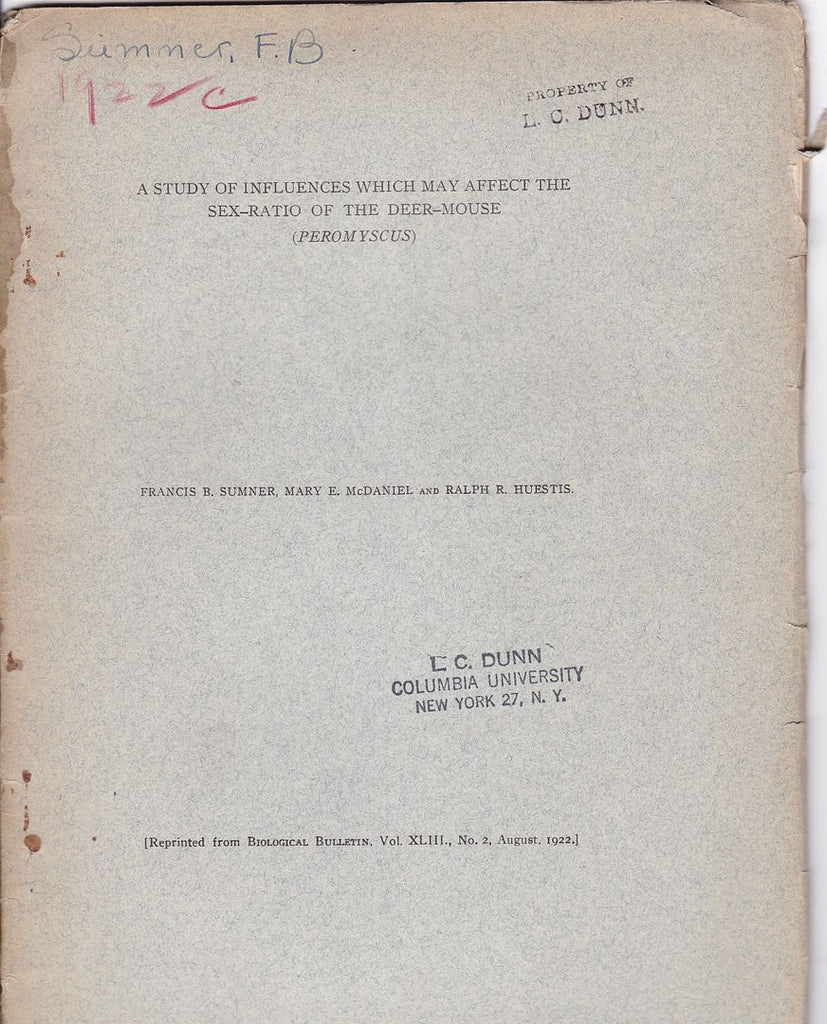 Sumner, F.B
1922 c
PROPERTY OF
L. C. DUNN.
A STUDY OF INFLUENCES WHICH MAY AFFECT THE
SEX–RATIO OF THE DEER–MOUSE
(PEROMYSCUS)
FRANCIS B. SUMNER, MARY E. McDANIEL AND RALPH R. HUESTIS.
L C. DUNN
COLUMBIA UNIVERSITY
NEW YORK 27, N. Y.
[Reprinted from BIOLOGICAL BULLETIN, Vol. XLIII., No. 2, August, 1922.]